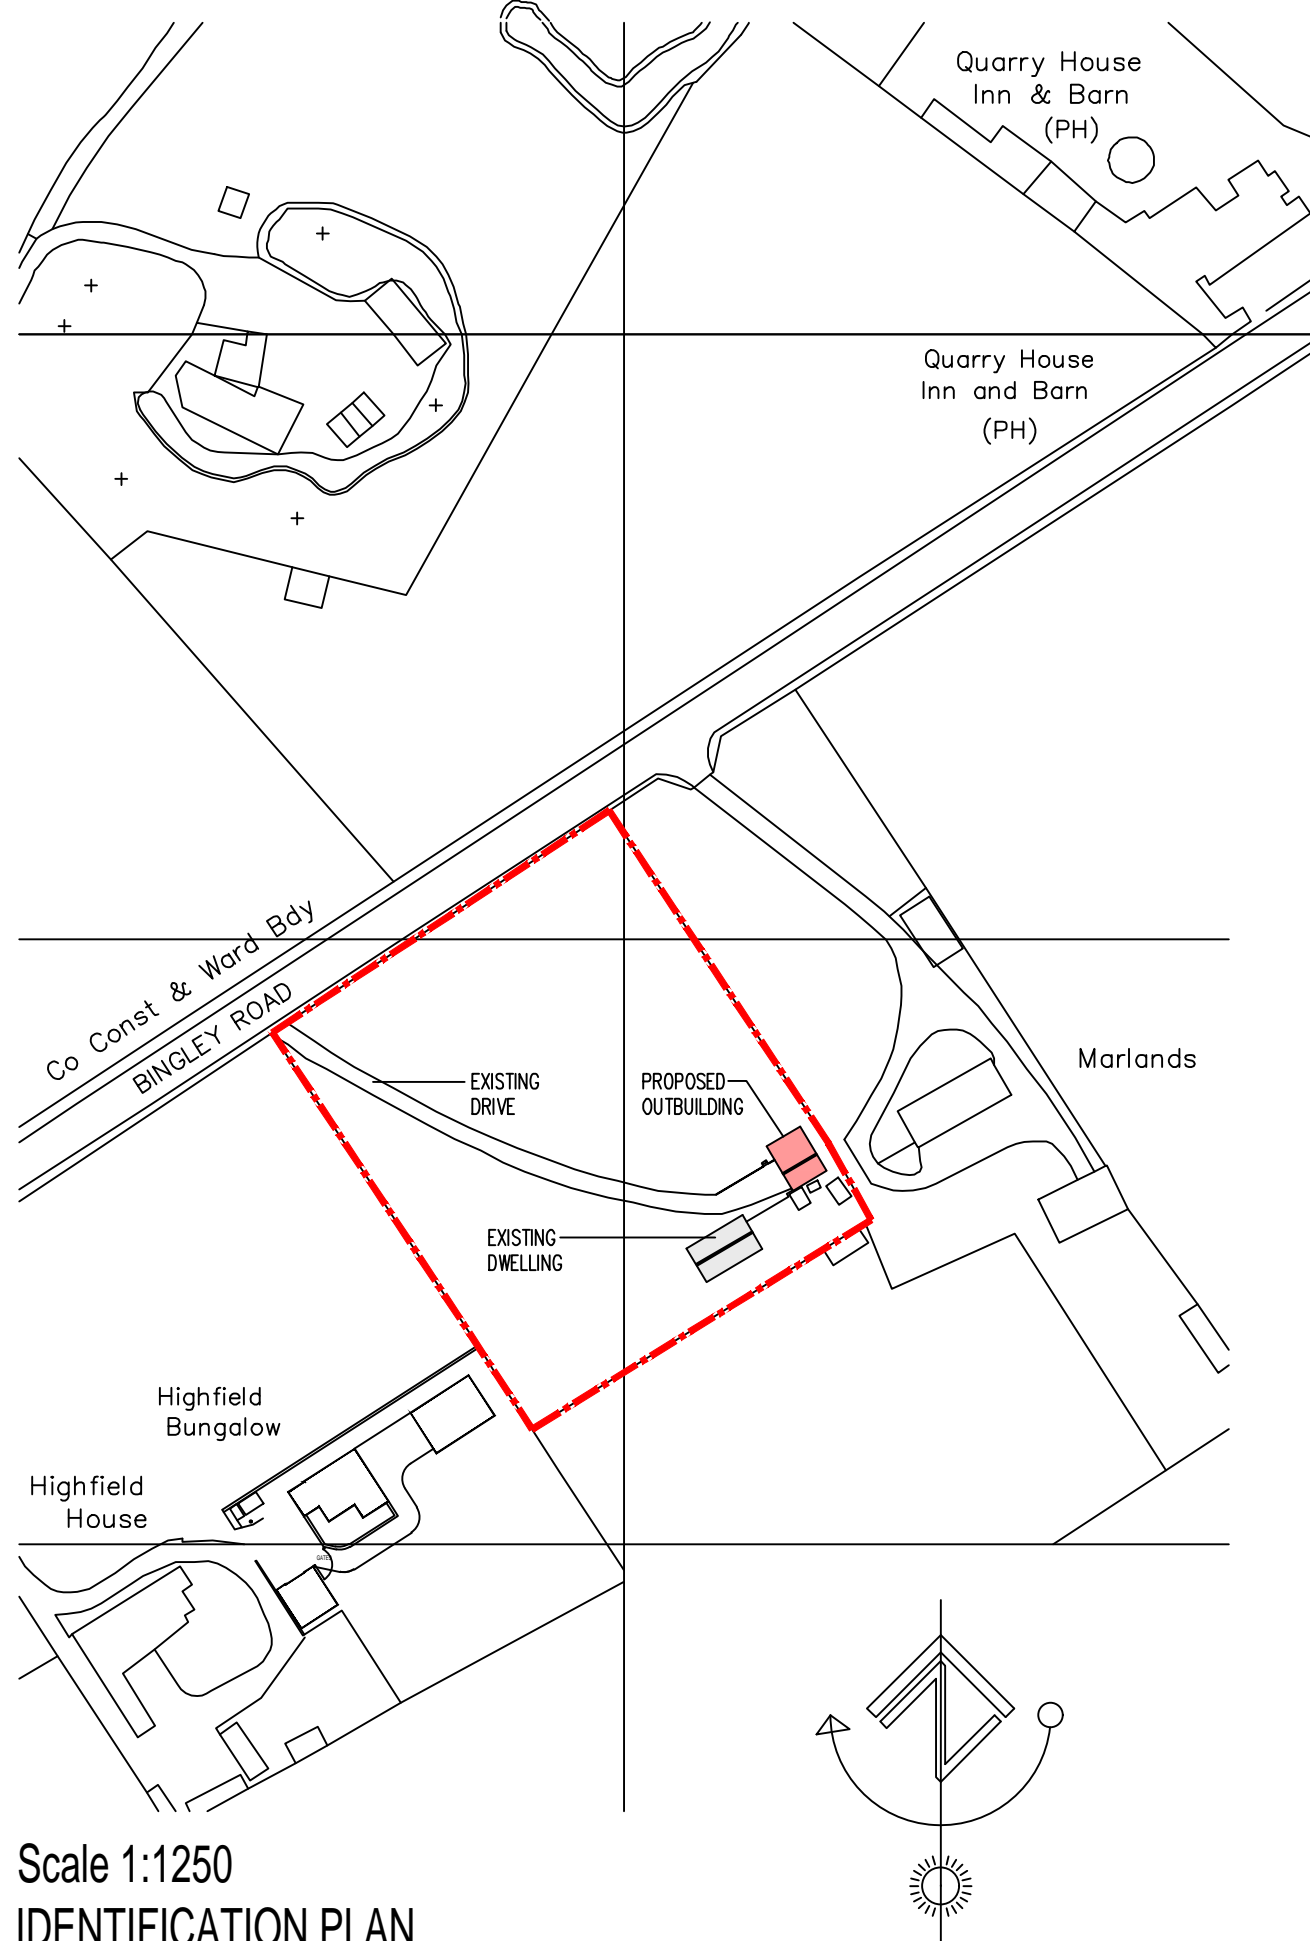 Quarry House
Inn & Barn
(PH)
Quarry House
Inn and Barn
(PH)
Co Const & Ward Bdy
BINGLEY ROAD
EXISTING
DRIVE
PROPOSED
OUTBUILDING
Marlands
EXISTING
DWELLING
Highfield
Bungalow
Highfield
House
GATES
Scale 1:1250
IDENTIFICATION PLAN